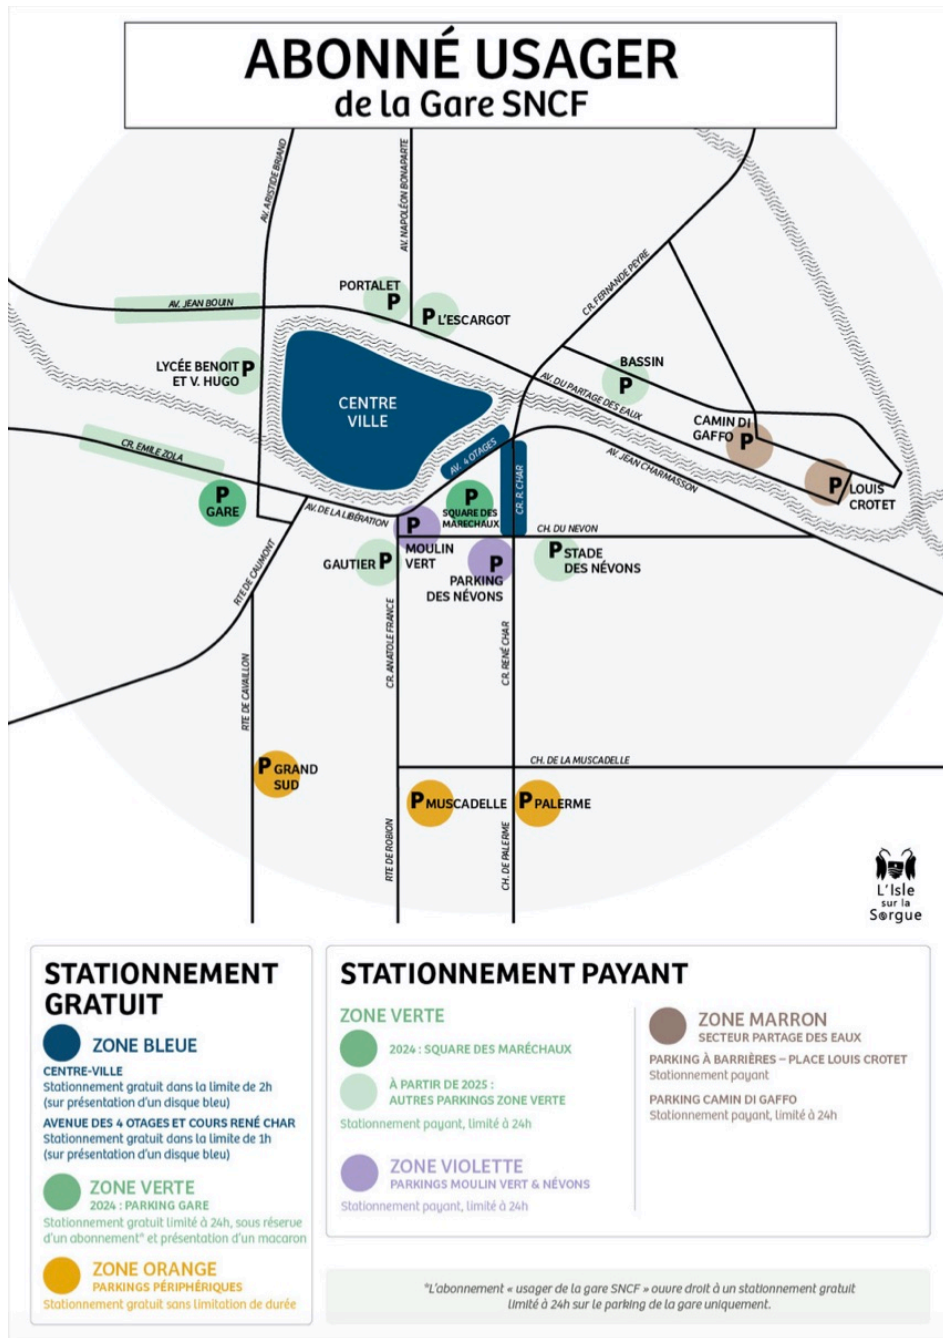 ABONNÉ USAGER
de la Gare SNCF
AV. ARISTIDE BRIAND
AV. NAPOLÉON BONAPARTE
CR. FERNANDE PEYRE
PORTALET
P
P L'ESCARGOT
AV. JEAN BOUIN
LYCÉE BENOIT P
ET V. HUGO
BASSIN
P
AV. DU PARTAGE DES EAUX
CENTRE
VILLE
CAMIN DI
GAFFO P
AV. 4 OTAGES
CR. R. CHAR
AV. JEAN CHARMASSON
CR. EMILE ZOLA
P LOUIS
CROTET
P
GARE
P
SQUARE DES
MARÉCHAUX
AV. DE LA LIBÉRATION
P
MOULIN
VERT
CH. DU NEVON
GAUTIER P
P
PARKING
DES NÉVONS
P STADE
DES NÉVONS
RTE DE CAUMONT
CR. ANATOLE FRANCE
CR. RENÉ CHAR
RTE DE CAVAILLON
CH. DE LA MUSCADELLE
P GRAND
SUD
P MUSCADELLE
P PALERME
RTE DE ROBION
CH. DE PALERME
L'Isle
sur la
Sorgue
STATIONNEMENT
GRATUIT
ZONE BLEUE
CENTRE-VILLE
Stationnement gratuit dans la limite de 2h
(sur présentation d'un disque bleu)
AVENUE DES 4 OTAGES ET COURS RENÉ CHAR
Stationnement gratuit dans la limite de 1h
(sur présentation d'un disque bleu)
ZONE VERTE
2024 : PARKING GARE
Stationnement gratuit limité à 24h, sous réserve
d'un abonnement* et présentation d'un macaron
ZONE ORANGE
PARKINGS PÉRIPHÉRIQUES
Stationnement gratuit sans limitation de durée
STATIONNEMENT PAYANT
ZONE VERTE
2024 : SQUARE DES MARÉCHAUX
À PARTIR DE 2025 :
AUTRES PARKINGS ZONE VERTE
Stationnement payant, limité à 24h
ZONE VIOLETTE
PARKINGS MOULIN VERT & NÉVONS
Stationnement payant, limité à 24h
ZONE MARRON
SECTEUR PARTAGE DES EAUX
PARKING À BARRIÈRES – PLACE LOUIS CROTET
Stationnement payant
PARKING CAMIN DI GAFFO
Stationnement payant, limité à 24h
*L'abonnement « usager de la gare SNCF » ouvre droit à un stationnement gratuit
limité à 24h sur le parking de la gare uniquement.